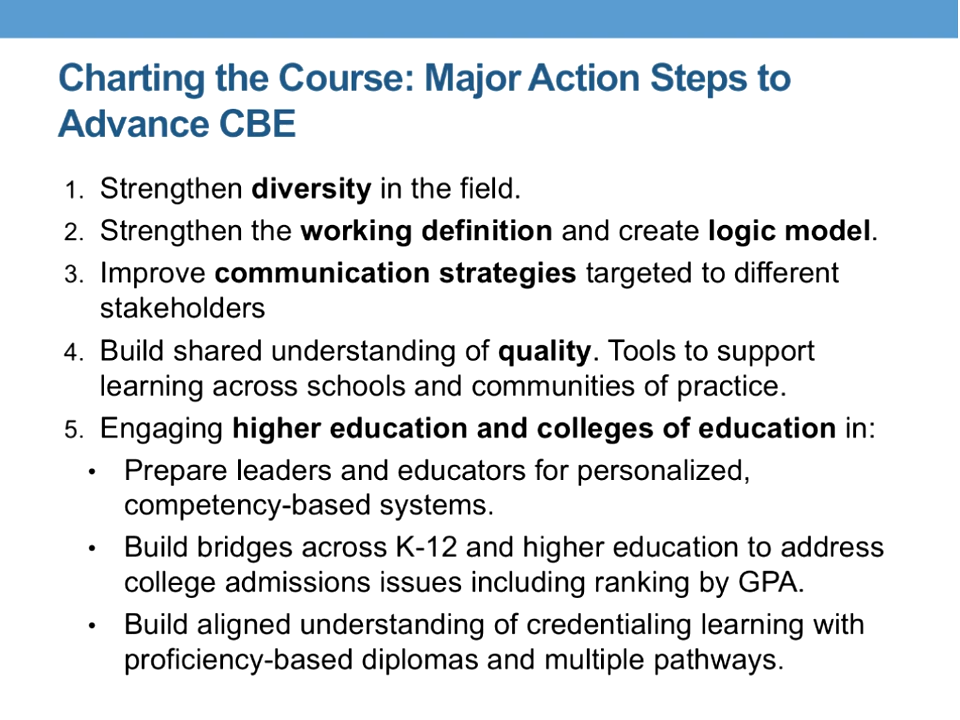 Charting the Course: Major Action Steps to
Advance CBE
1. Strengthen diversity in the field.
2. Strengthen the working definition and create logic model.
3. Improve communication strategies targeted to different
stakeholders
4. Build shared understanding of quality. Tools to support
learning across schools and communities of practice.
5. Engaging higher education and colleges of education in:
• Prepare leaders and educators for personalized,
competency-based systems.
• Build bridges across K-12 and higher education to address
college admissions issues including ranking by GPA.
• Build aligned understanding of credentialing learning with
proficiency-based diplomas and multiple pathways.